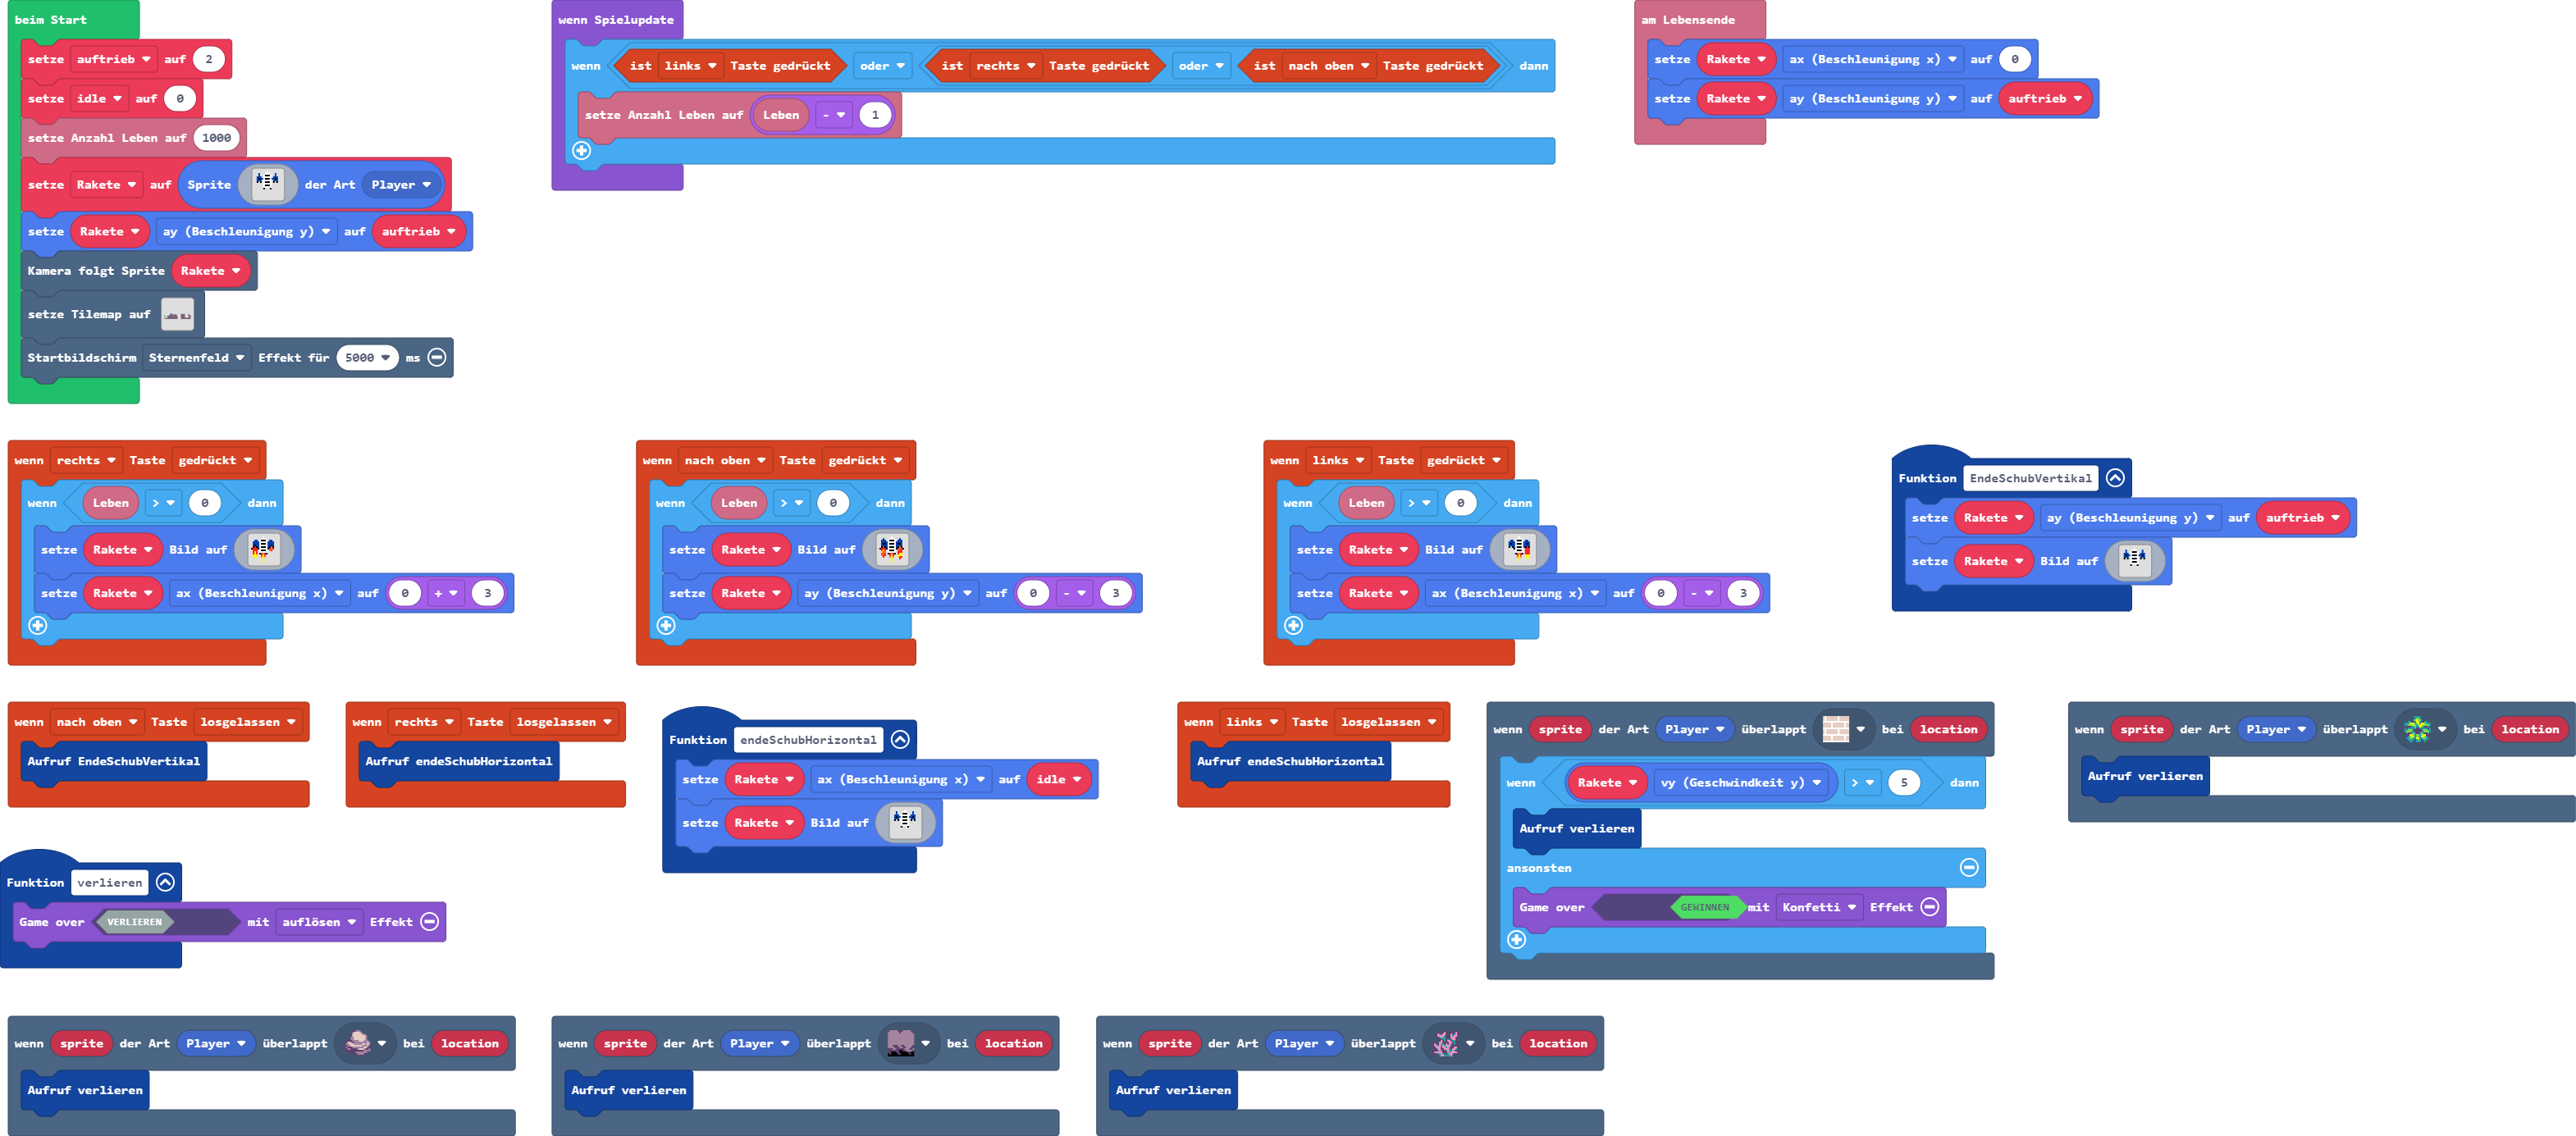 beim Start
setze auftrieb auf 2
setze idle auf 0
setze Anzahl Leben auf 1000
setze Rakete auf Sprite der Art Player
setze Rakete ay (Beschleunigung y) auf auftrieb
Kamera folgt Sprite Rakete
setze Tilemap auf
Startbildschirm Sternenfeld Effekt für 5000 ms
wenn Spielupdate
wenn ist links Taste gedrückt oder ist rechts Taste gedrückt oder ist nach oben Taste gedrückt dann
setze Anzahl Leben auf Leben - 1
am Lebensende
setze Rakete ax (Beschleunigung x) auf 0
setze Rakete ay (Beschleunigung y) auf auftrieb
wenn rechts Taste gedrückt
wenn Leben > 0 dann
setze Rakete Bild auf
setze Rakete ax (Beschleunigung x) auf 0 + 3
wenn nach oben Taste gedrückt
wenn Leben > 0 dann
setze Rakete Bild auf
setze Rakete ay (Beschleunigung y) auf 0 - 3
wenn links Taste gedrückt
wenn Leben > 0 dann
setze Rakete Bild auf
setze Rakete ax (Beschleunigung x) auf 0 - 3
Funktion EndeSchubVertikal
setze Rakete ay (Beschleunigung y) auf auftrieb
setze Rakete Bild auf
wenn nach oben Taste losgelassen
Aufruf EndeSchubVertikal
wenn rechts Taste losgelassen
Aufruf endeSchubHorizontal
Funktion endeSchubHorizontal
setze Rakete ax (Beschleunigung x) auf idle
setze Rakete Bild auf
wenn links Taste losgelassen
Aufruf endeSchubHorizontal
wenn sprite der Art Player überlappt bei location
wenn Rakete vy (Geschwindkeit y) > 5 dann
Aufruf verlieren
ansonsten
Game over GEWINNEN mit Konfetti Effekt
wenn sprite der Art Player überlappt bei location
Aufruf verlieren
Funktion verlieren
Game over VERLIEREN mit auflösen Effekt
wenn sprite der Art Player überlappt bei location
Aufruf verlieren
wenn sprite der Art Player überlappt bei location
Aufruf verlieren
wenn sprite der Art Player überlappt bei location
Aufruf verlieren